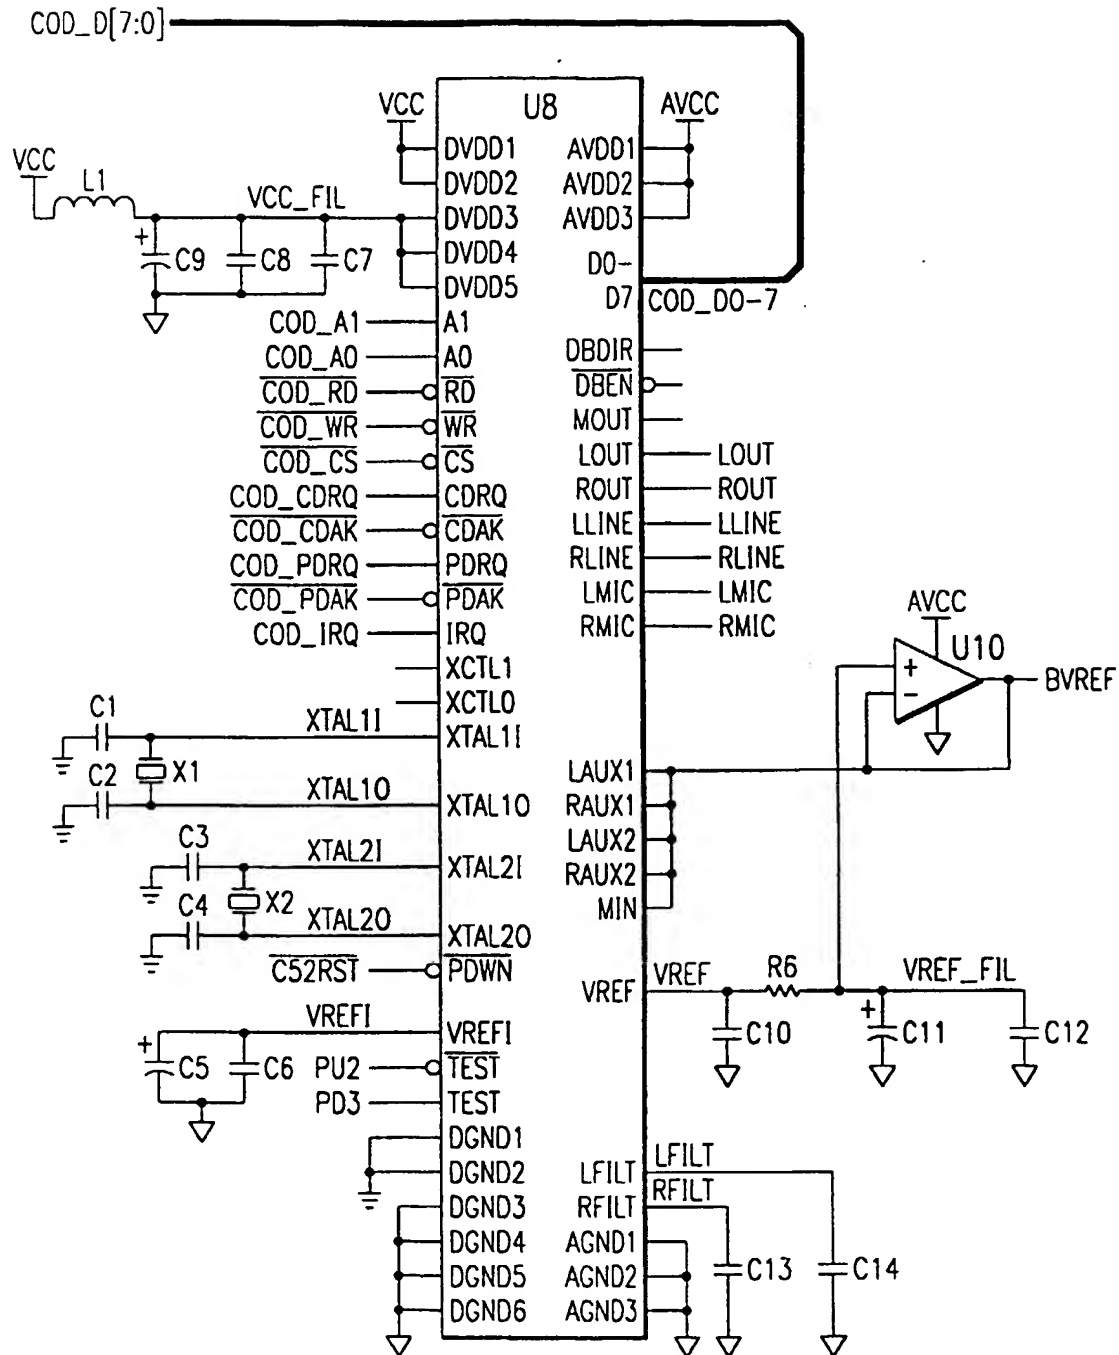 COD_D[7:0]
U8
VCC
AVCC
DVDD1
AVDD1
DVDD2
AVDD2
VCC
L1
VCC_FIL
DVDD3
AVDD3
+
C9
C8
C7
DVDD4
D0-
DVDD5
D7
COD_D0-7
COD_A1
A1
DBDIR
COD_A0
A0
DBEN
COD_RD
RD
MOUT
COD_WR
WR
LOUT
LOUT
COD_CS
CS
ROUT
ROUT
COD_CDRQ
CDRQ
LLINE
LLINE
COD_CDAK
CDAK
RLINE
RLINE
COD_PDRQ
PDRQ
LMIC
LMIC
COD_PDAK
PDAK
RMIC
RMIC
COD_IRQ
IRQ
AVCC
U10
+
-
BVREF
XCTL1
XCTL0
C1
XTAL1I
XTAL1I
X1
LAUX1
C2
XTAL1O
XTAL1O
RAUX1
C3
XTAL2I
XTAL2I
LAUX2
RAUX2
C4
X2
MIN
XTAL2O
XTAL2O
C52RST
PDWN
VREF
VREF
R6
VREF_FIL
C10
+
C11
C12
VREFI
VREFI
+
C5
C6
PU2
TEST
PD3
TEST
DGND1
DGND2
LFILT
LFILT
DGND3
RFILT
RFILT
DGND4
AGND1
C13
C14
DGND5
AGND2
DGND6
AGND3